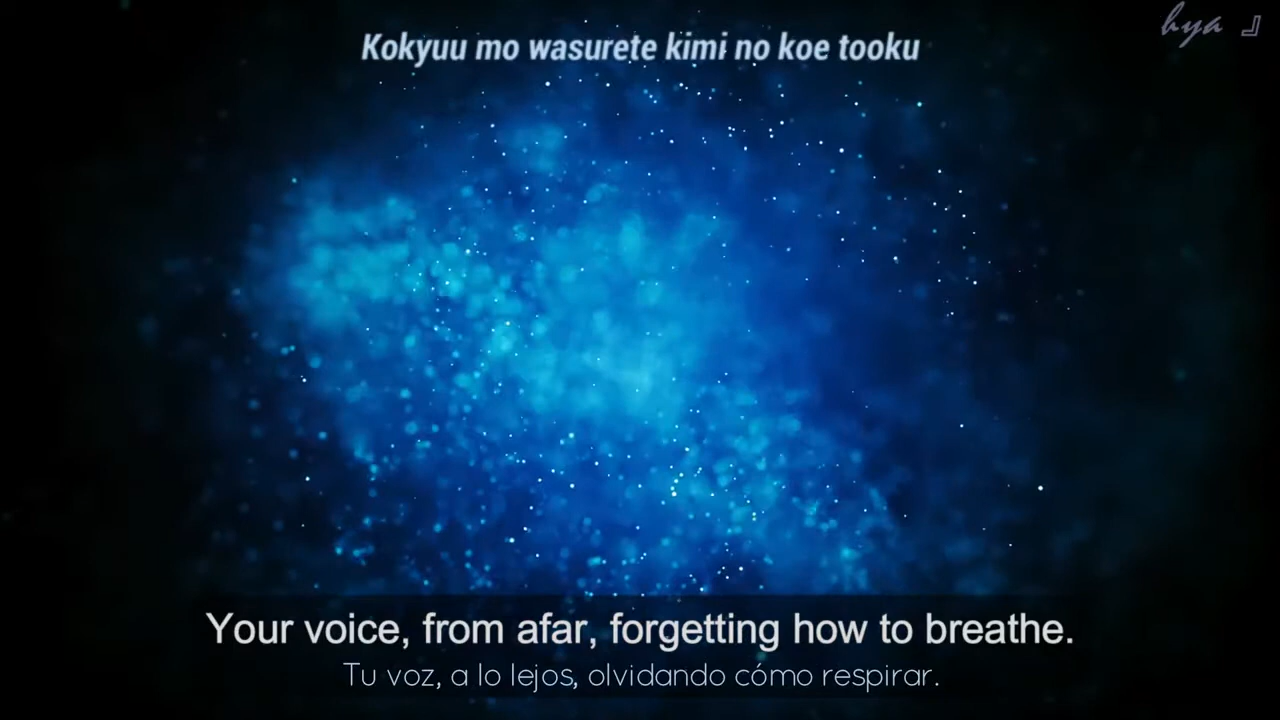 Kokyuu mo wasurete kimi no koe tooku
hya 』
Your voice, from afar, forgetting how to breathe.
Tu voz, a lo lejos, olvidando cómo respirar.